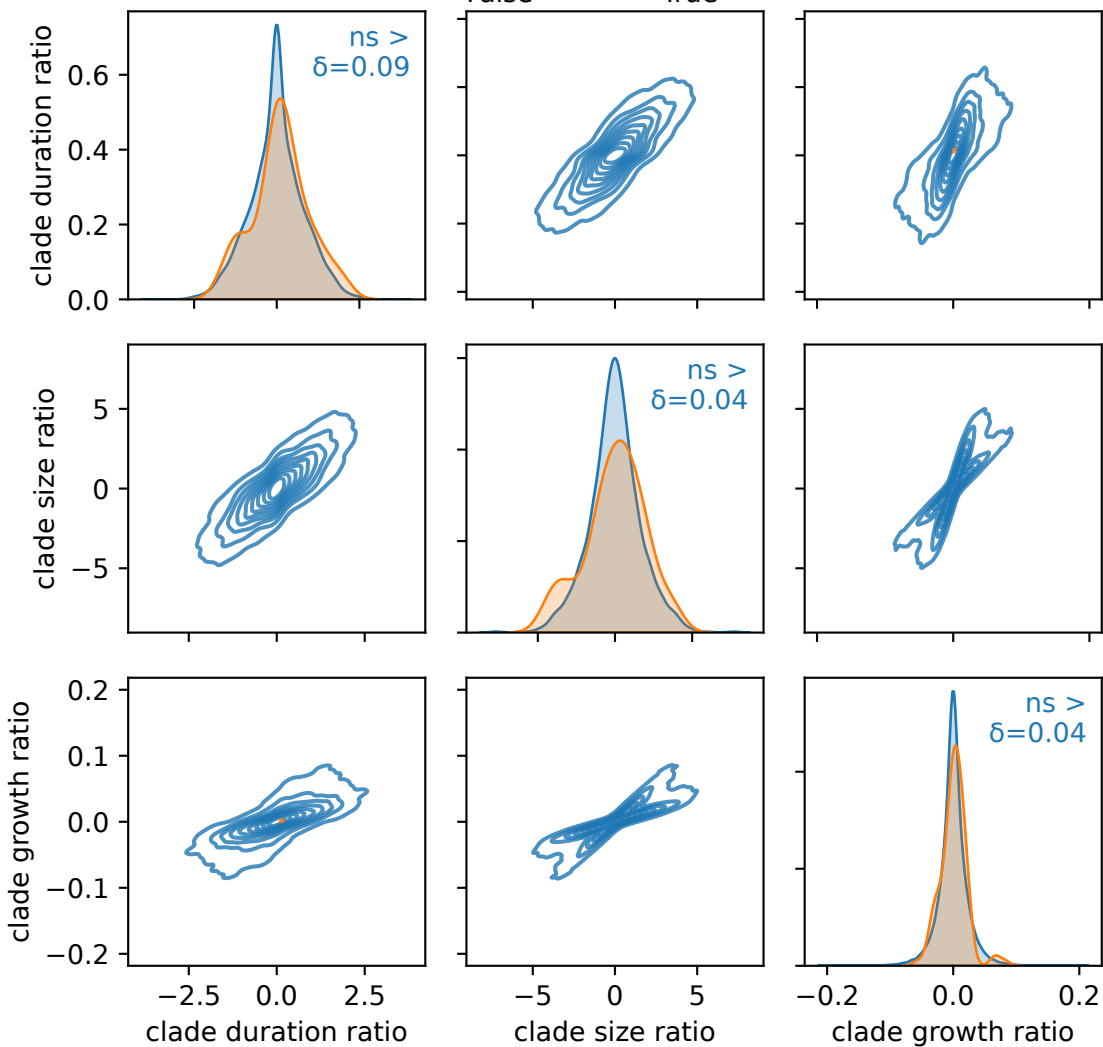 False True
clade duration ratio
0.6
0.4
0.2
0.0
ns >
δ=0.09
clade size ratio
5
0
−5
ns >
δ=0.04
clade growth ratio
0.2
0.1
0.0
−0.1
−0.2
ns >
δ=0.04
−2.5 0.0 2.5
−5 0 5
−0.2 0.0 0.2
clade duration ratio
clade size ratio
clade growth ratio